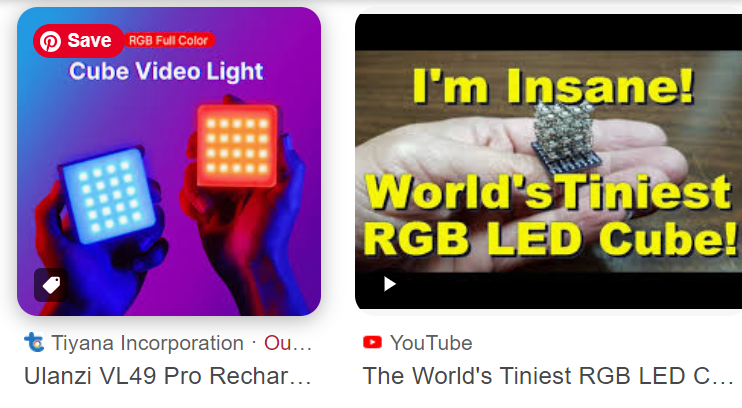 Save
RGB Full Color
Cube Video Light
Tiyana Incorporation · Ou...
Ulanzi VL49 Pro Rechar...
I'm Insane!
World'sTiniest
RGB LED Cube!
YouTube
The World's Tiniest RGB LED C...